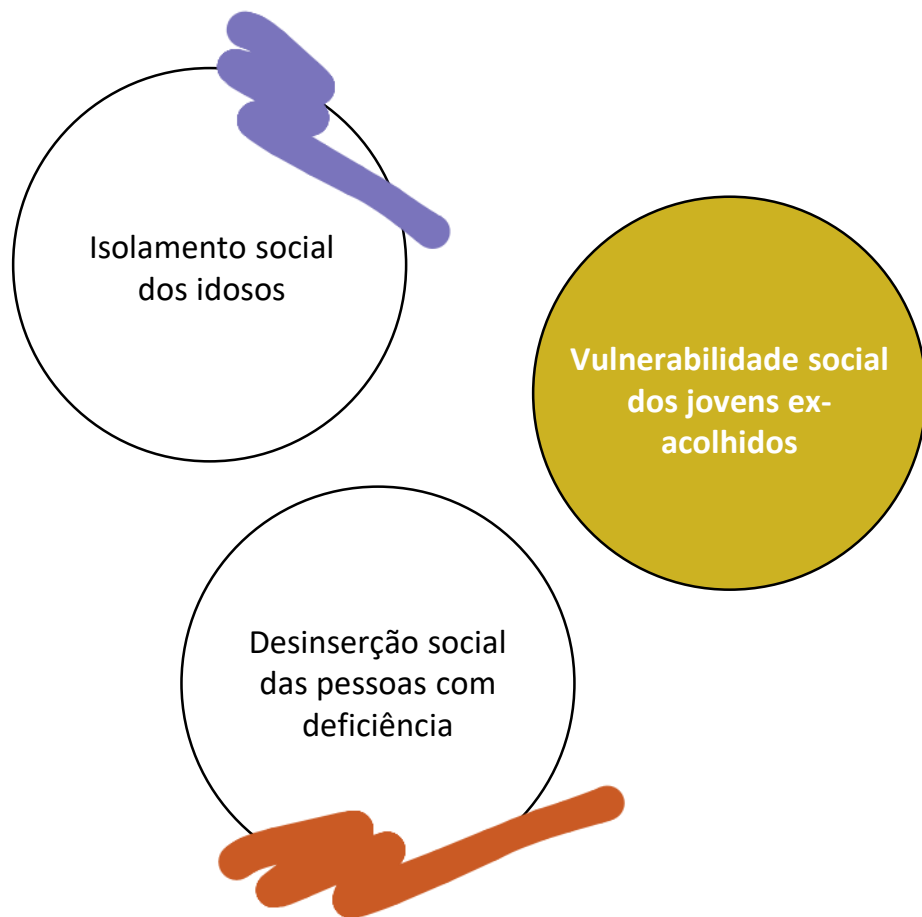 Isolamento social
dos idosos
Vulnerabilidade social
dos jovens ex-
acolhidos
Desinserção social
das pessoas com
deficiência